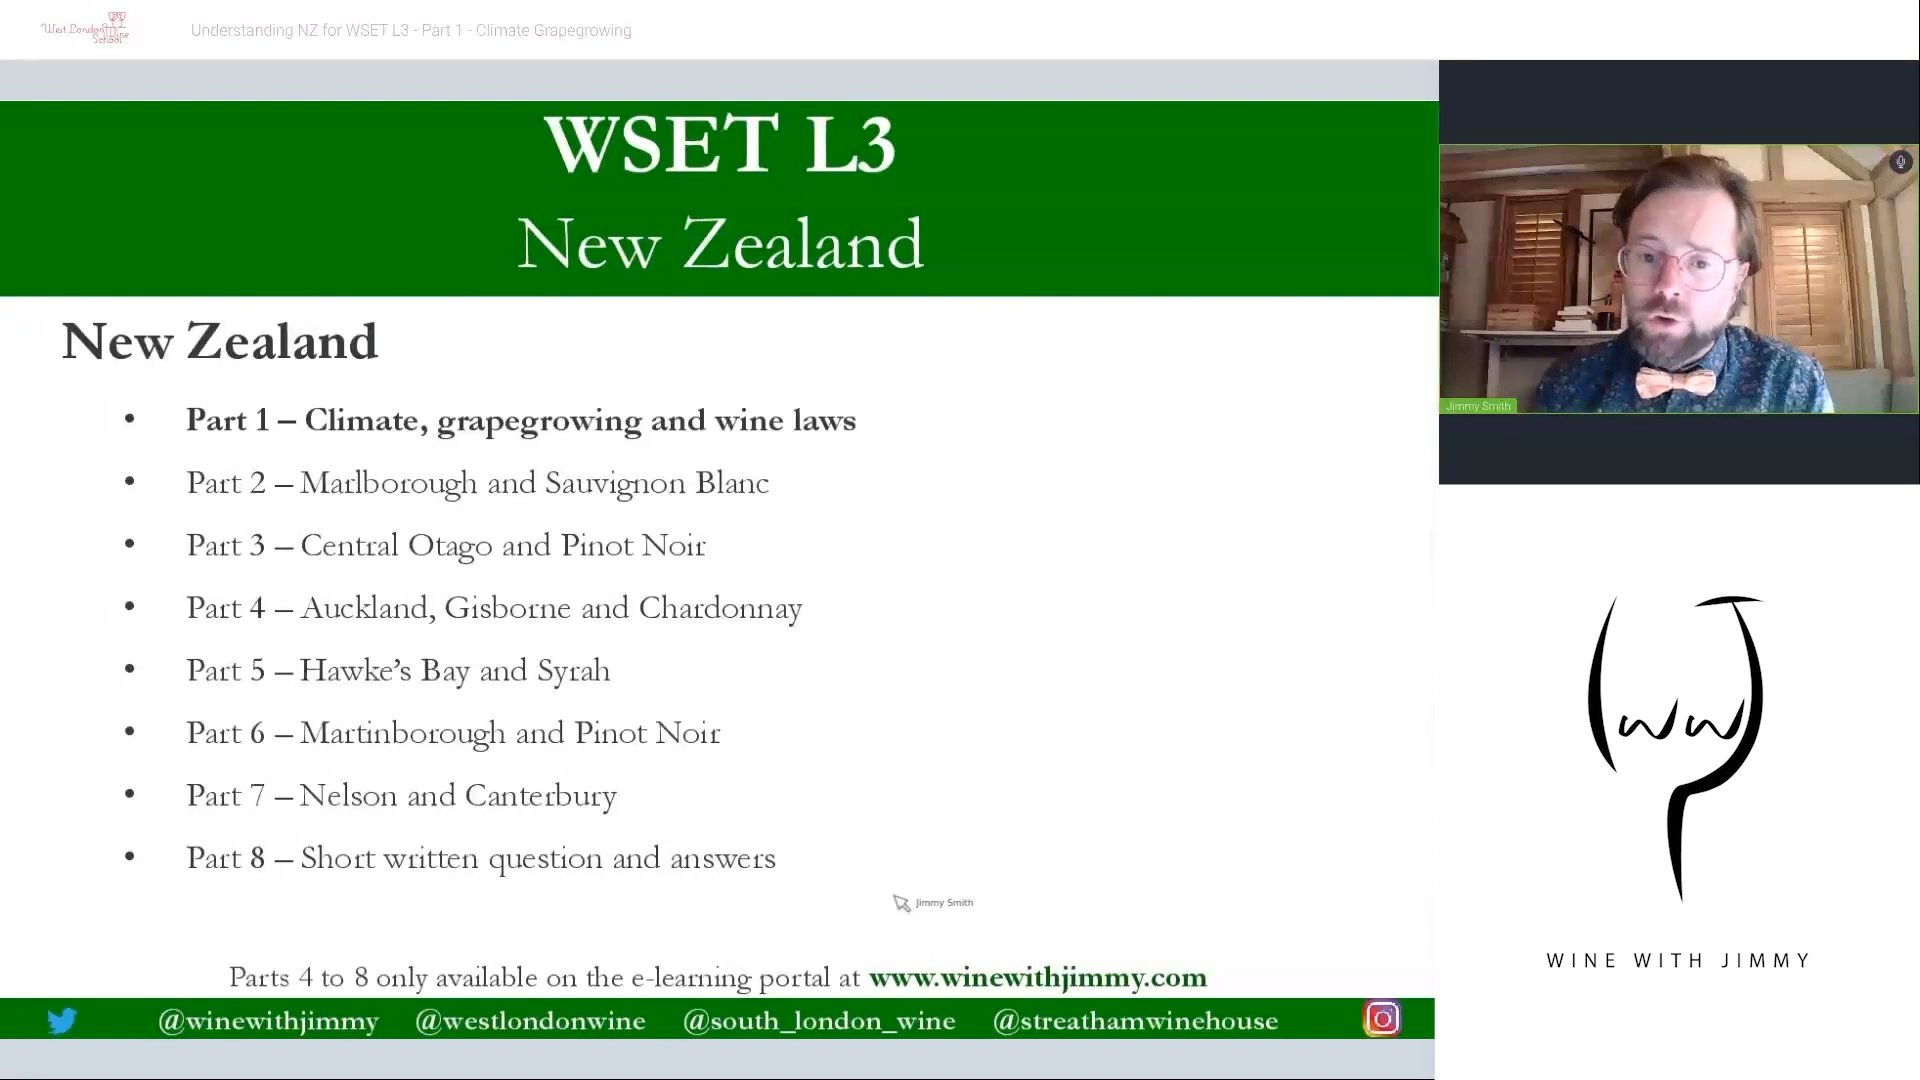 West London Wine School
Understanding NZ for WSET L3 - Part 1 - Climate Grapegrowing
WSET L3
New Zealand
New Zealand
• Part 1 – Climate, grapegrowing and wine laws
• Part 2 – Marlborough and Sauvignon Blanc
• Part 3 – Central Otago and Pinot Noir
• Part 4 – Auckland, Gisborne and Chardonnay
• Part 5 – Hawke's Bay and Syrah
• Part 6 – Martinborough and Pinot Noir
• Part 7 – Nelson and Canterbury
• Part 8 – Short written question and answers
Jimmy Smith
Parts 4 to 8 only available on the e-learning portal at www.winewithjimmy.com
@winewithjimmy @westlondonwine @south_london_wine @streathamwinehouse
Jimmy Smith
WINE WITH JIMMY